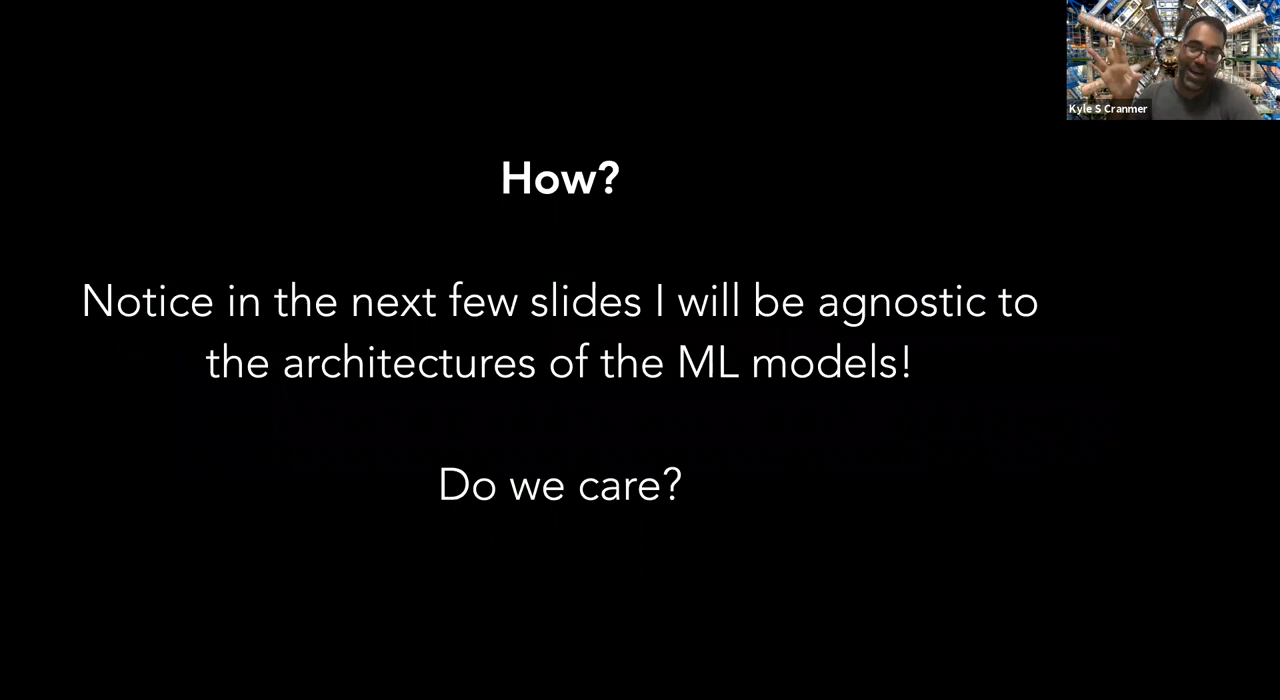 Kyle S Cranmer
How?
Notice in the next few slides I will be agnostic to
the architectures of the ML models!
Do we care?